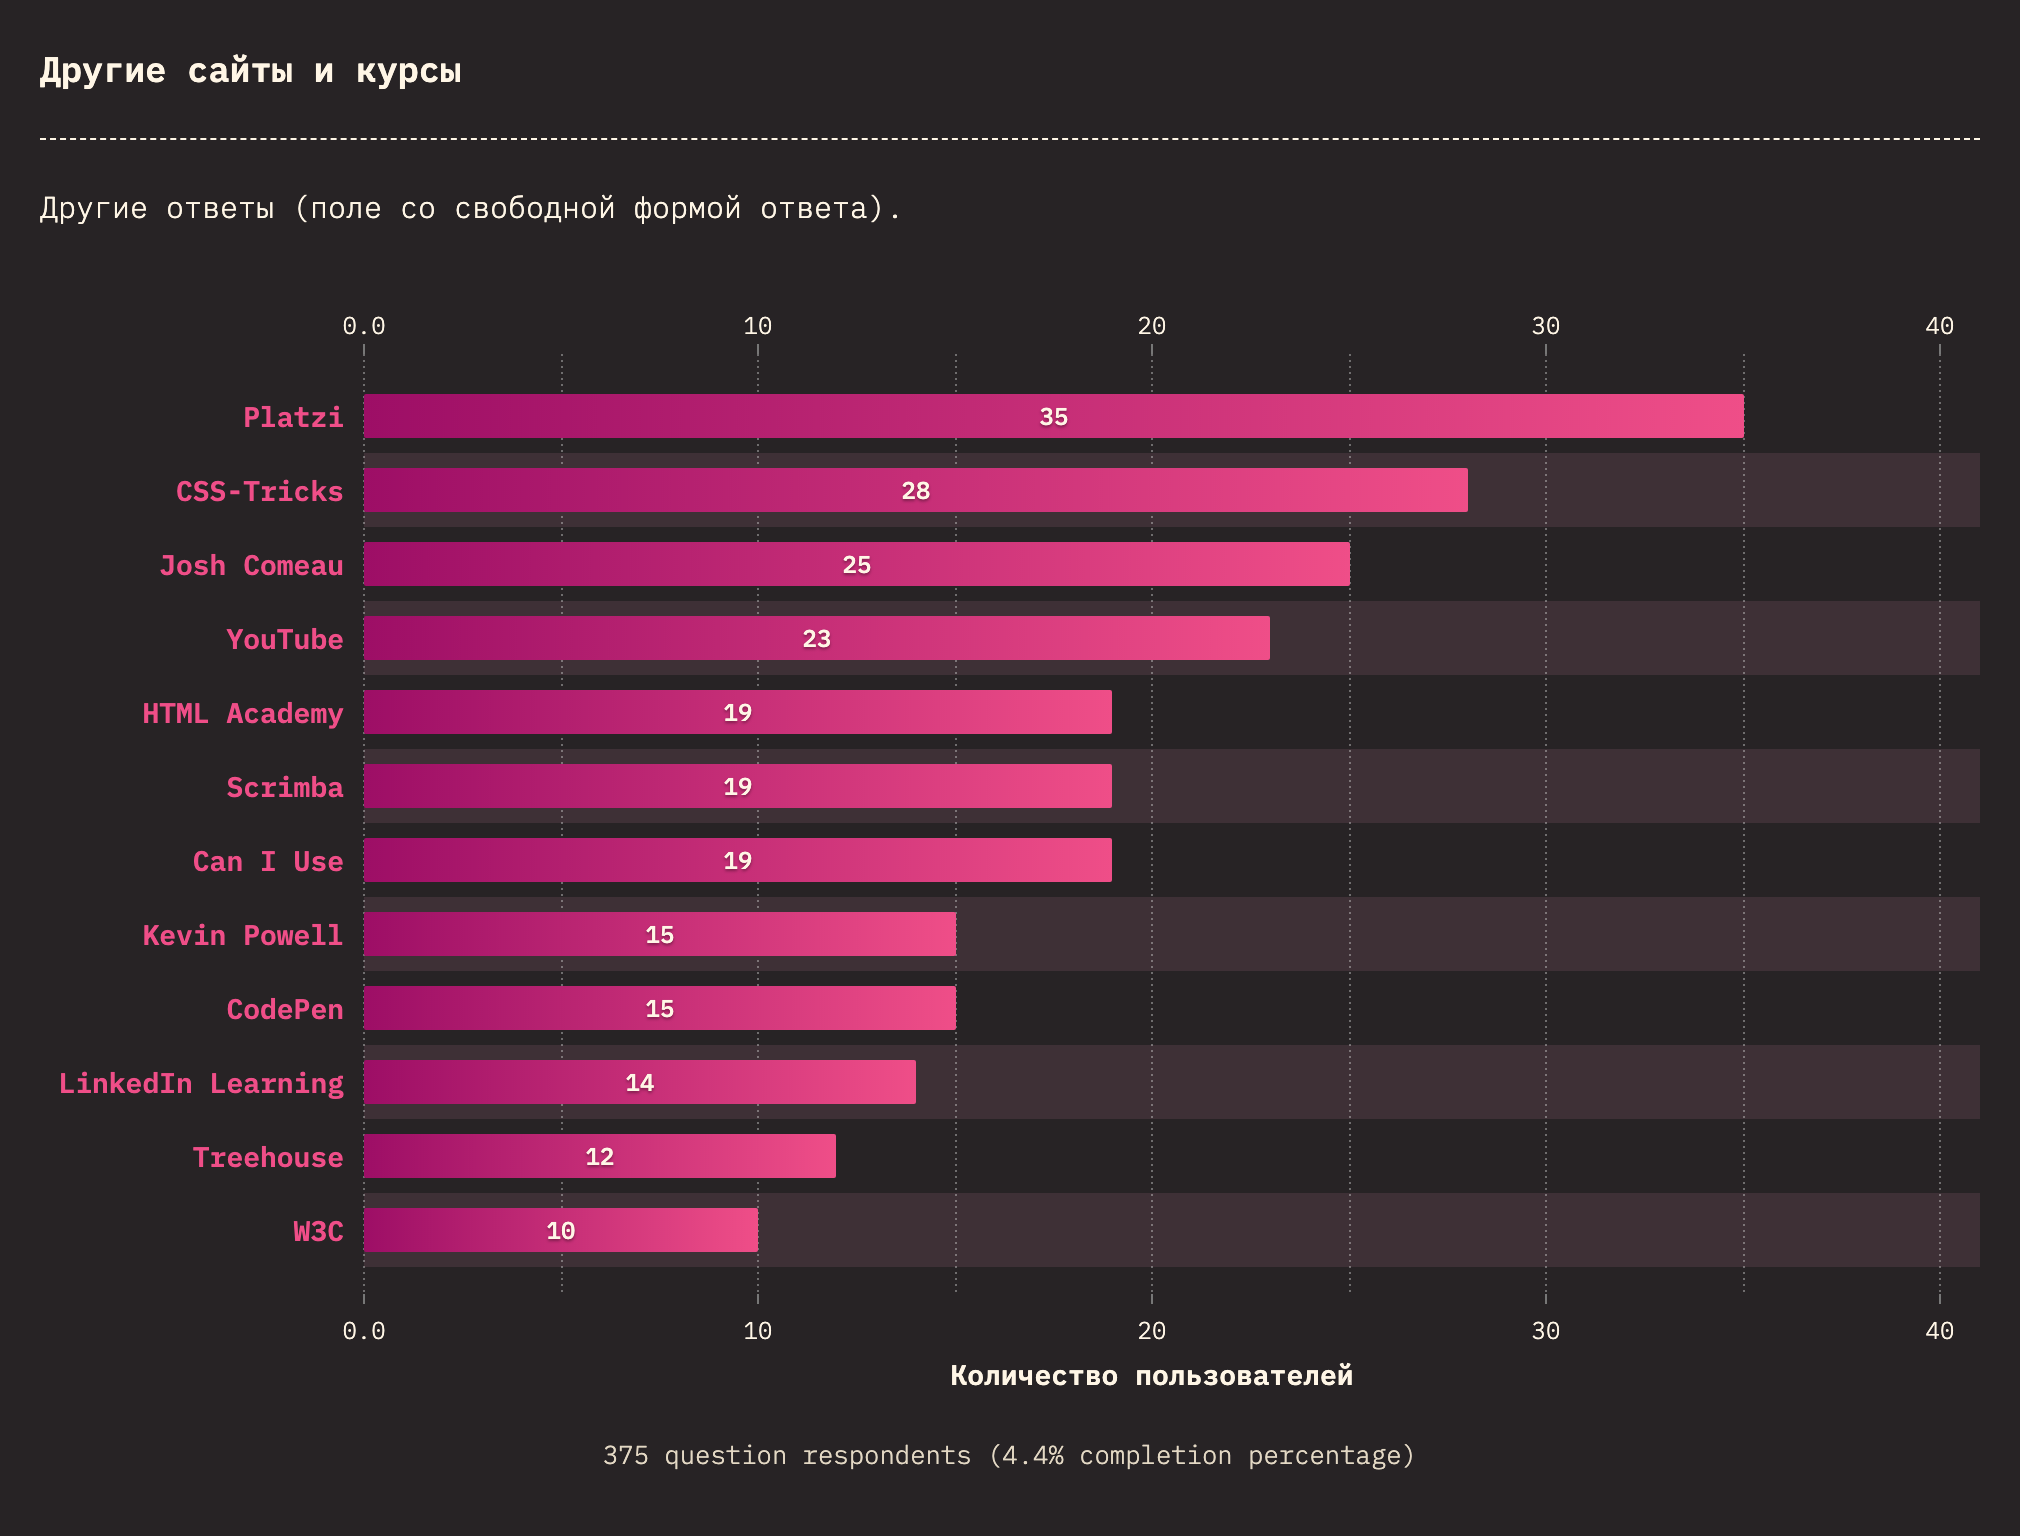 Другие сайты и курсы
Другие ответы (поле со свободной формой ответа).
0.0 10 20 30 40
Platzi 35
CSS-Tricks 28
Josh Comeau 25
YouTube 23
HTML Academy 19
Scrimba 19
Can I Use 19
Kevin Powell 15
CodePen 15
LinkedIn Learning 14
Treehouse 12
W3C 10
0.0 10 20 30 40
Количество пользователей
375 question respondents (4.4% completion percentage)